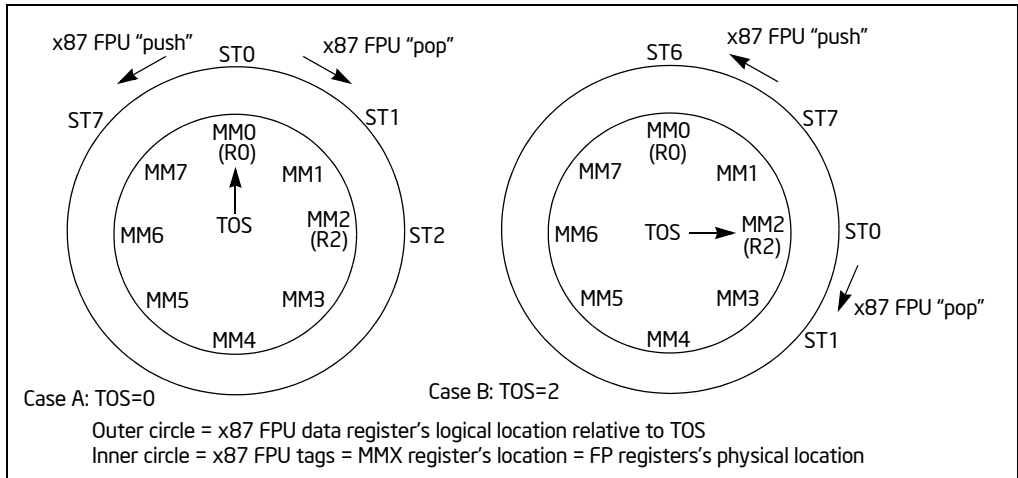 x87 FPU “push”
x87 FPU “pop”
ST0
ST7
ST1
MM0
(R0)
MM7
MM1
TOS
MM2
(R2)
ST2
MM6
MM5
MM3
MM4
Case A: TOS=0
x87 FPU “push”
ST6
ST7
MM0
(R0)
MM7
MM1
TOS
MM2
(R2)
ST0
MM6
MM5
MM3
x87 FPU “pop”
MM4
ST1
Case B: TOS=2
Outer circle = x87 FPU data register’s logical location relative to TOS
Inner circle = x87 FPU tags = MMX register’s location = FP registers’s physical location